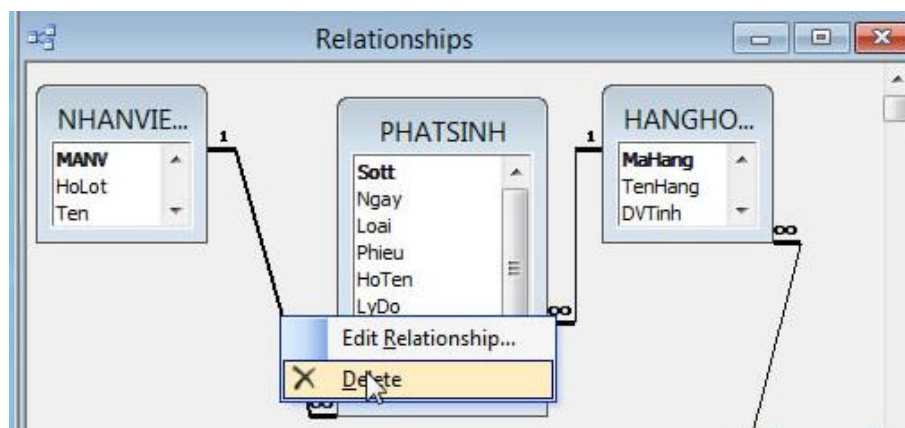 Relationships
NHANVIE...
MANV
HoLot
Ten
1
PHATSINH
Sott
Ngay
Loai
Phieu
HoTen
LyDo
1
HANGHO...
MaHang
TenHang
DVTinh
∞
∞
Edit Relationship...
Delete
∞